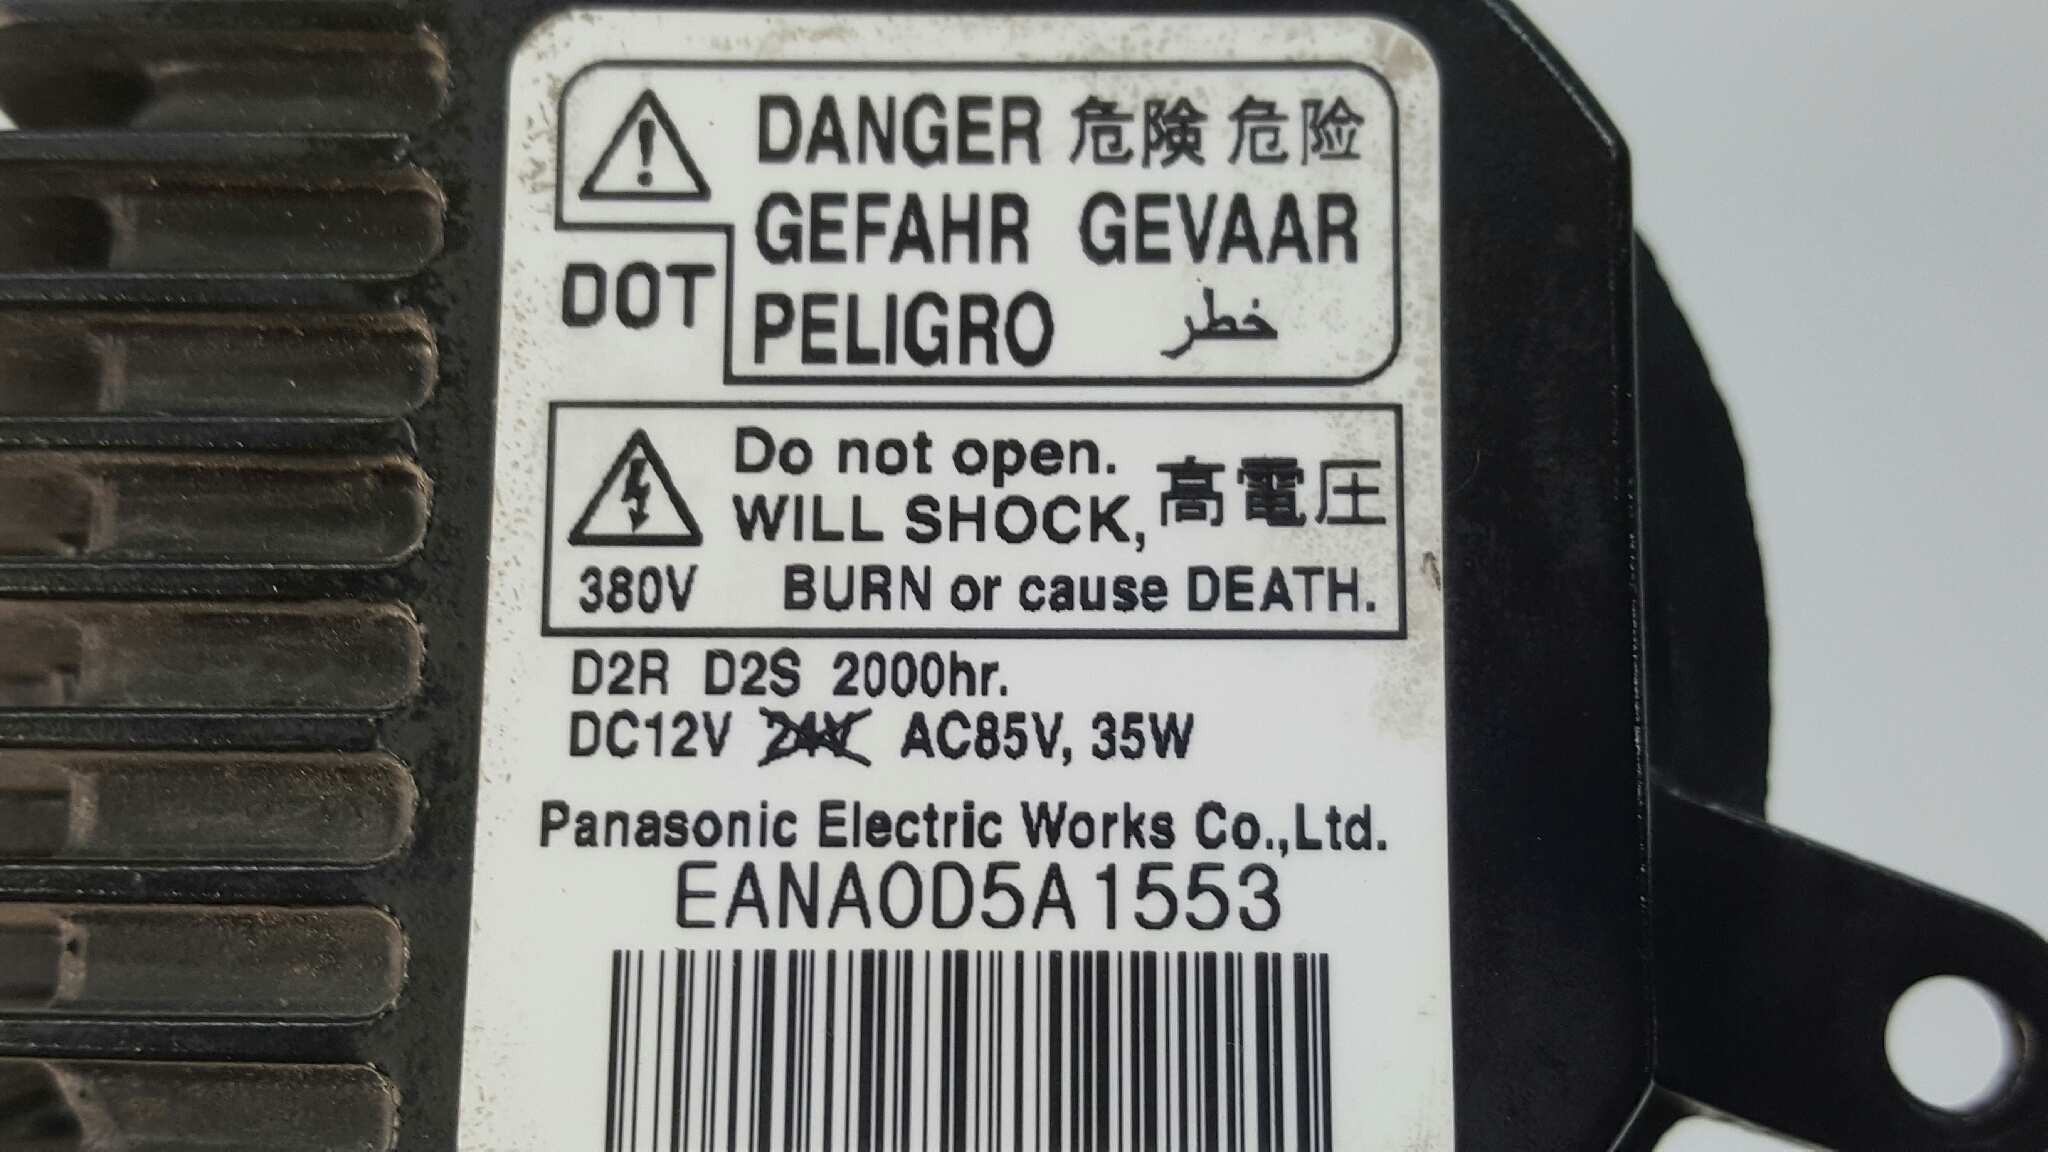 DANGER 危険 危险
GEFAHR GEVAAR
DOT
PELIGRO خطر
Do not open.
WILL SHOCK, 高電圧
380V BURN or cause DEATH.
D2R D2S 2000hr.
DC12V 24V AC85V, 35W
Panasonic Electric Works Co.,Ltd.
EANA0D5A1553